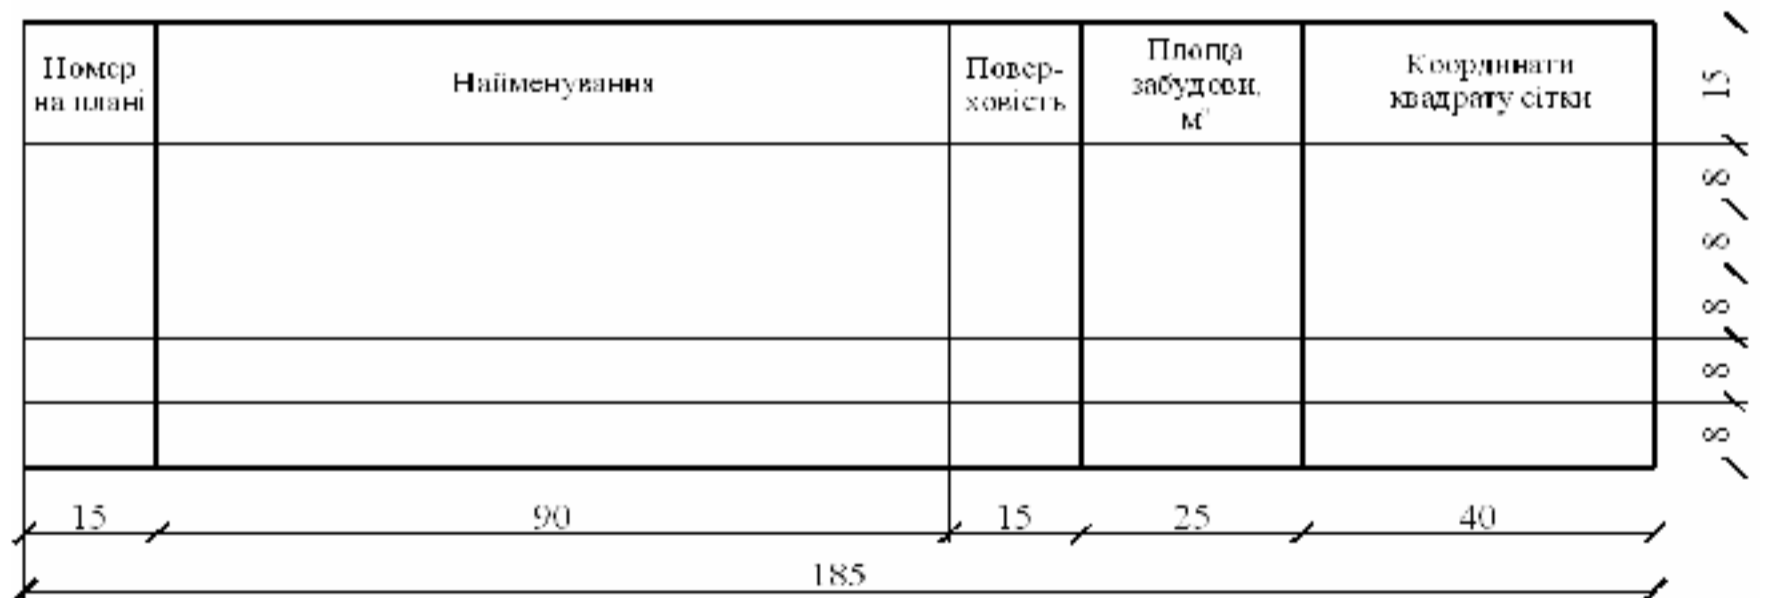 Номер
на плані
Найменування
Повер-
ховість
Площа
забудови,
м²
Координати
квадрату сітки
15
8
8
8
8
8
15
90
15
25
40
185